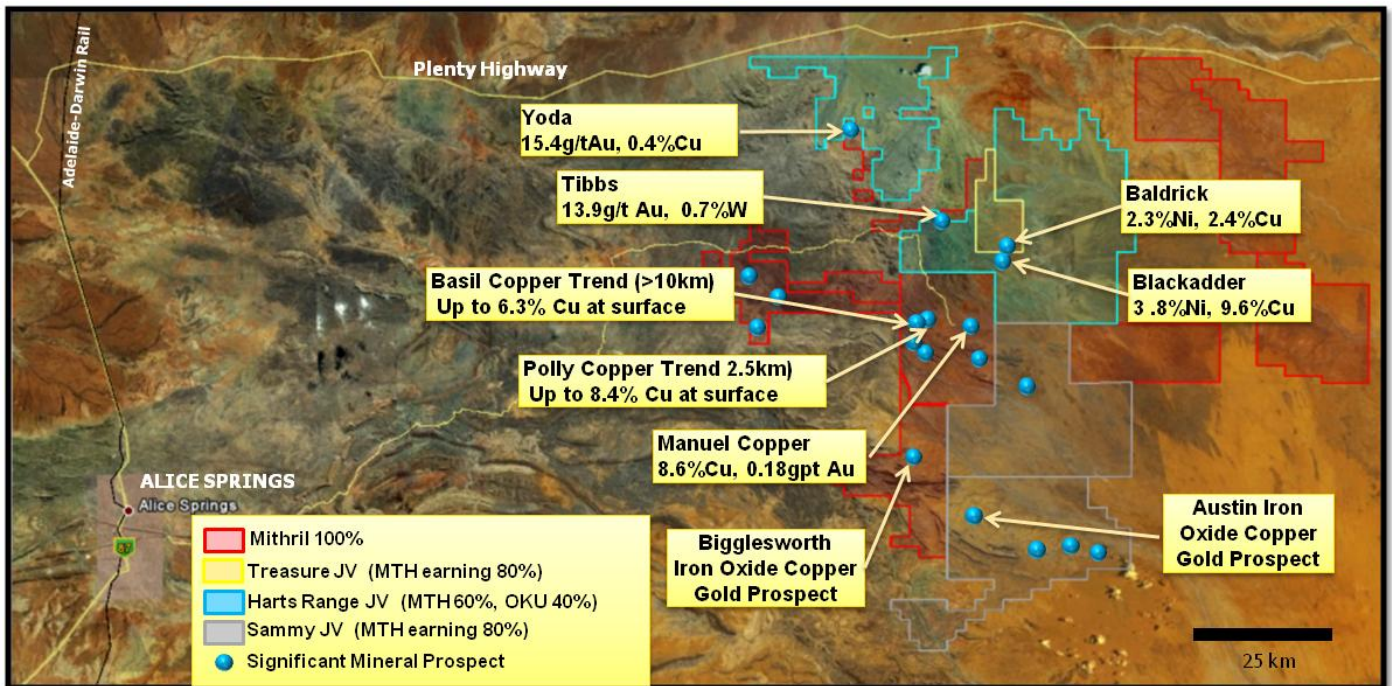 Adelaide-Darwin Rail
Plenty Highway
Yoda
15.4g/tAu, 0.4%Cu
Tibbs
13.9g/t Au, 0.7%W
Baldrick
2.3%Ni, 2.4%Cu
Basil Copper Trend (>10km)
Up to 6.3% Cu at surface
Blackadder
3 .8%Ni, 9.6%Cu
Polly Copper Trend 2.5km)
Up to 8.4% Cu at surface
Manuel Copper
8.6%Cu, 0.18gpt Au
ALICE SPRINGS
Alice Springs
87
Bigglesworth
Iron Oxide Copper
Gold Prospect
Austin Iron
Oxide Copper
Gold Prospect
Mithril 100%
Treasure JV (MTH earning 80%)
Harts Range JV (MTH 60%, OKU 40%)
Sammy JV (MTH earning 80%)
Significant Mineral Prospect
25 km